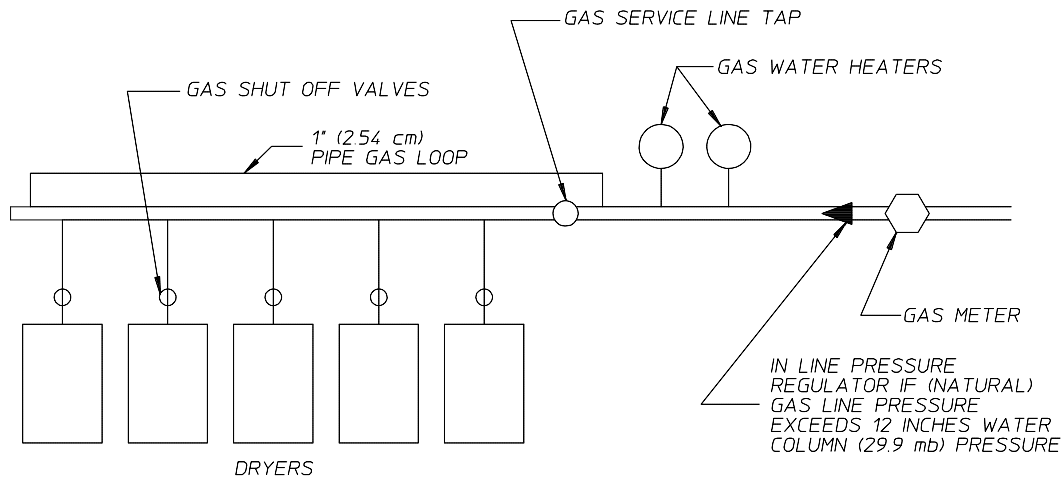 GAS SERVICE LINE TAP
GAS WATER HEATERS
GAS SHUT OFF VALVES
1" (2.54 cm)
PIPE GAS LOOP
GAS METER
IN LINE PRESSURE
REGULATOR IF (NATURAL)
GAS LINE PRESSURE
EXCEEDS 12 INCHES WATER
COLUMN (29.9 mb) PRESSURE
DRYERS